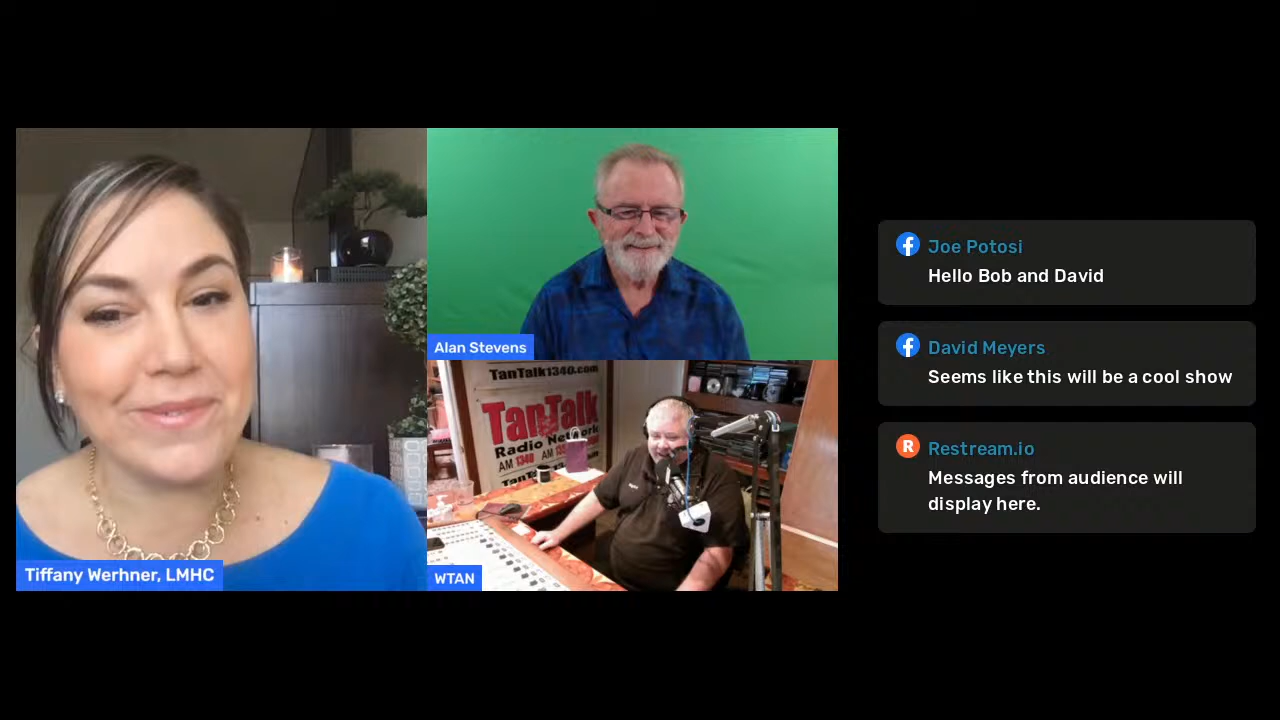 Tiffany Werhner, LMHC
Alan Stevens
TanTalk1340.com
TanTalk
Radio Network
AM 1340
WTAN
Joe Potosi
Hello Bob and David
David Meyers
Seems like this will be a cool show
R
Restream.io
Messages from audience will
display here.